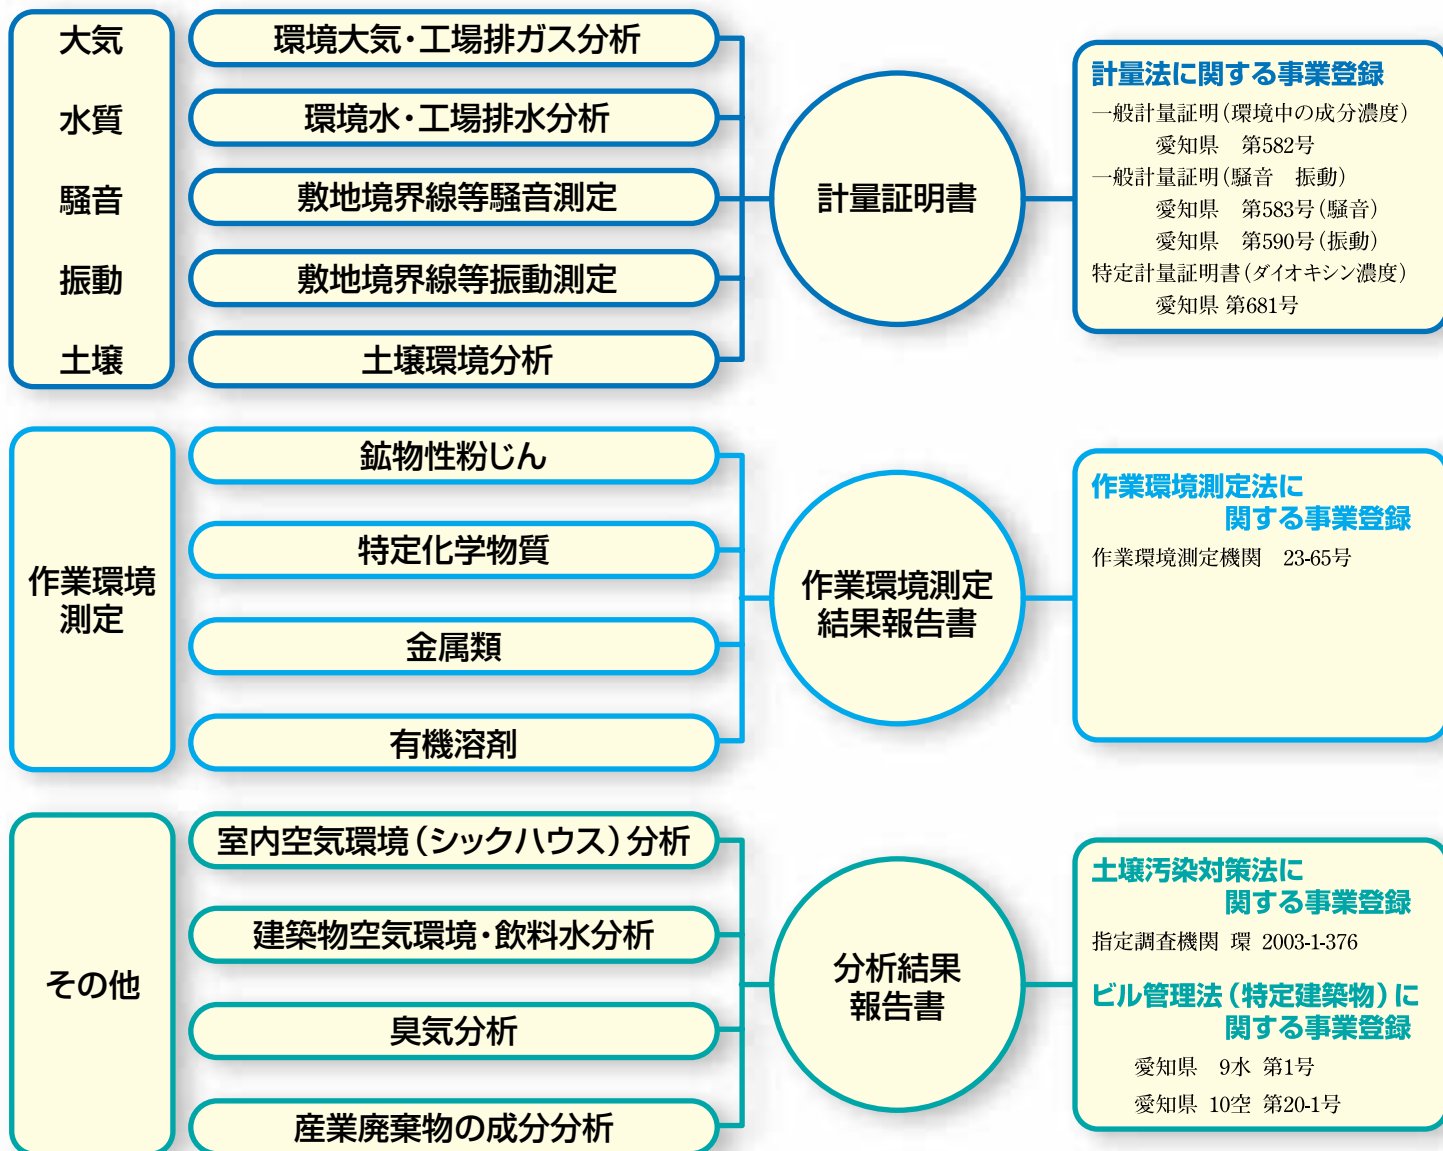 大気
環境大気・工場排ガス分析
水質
環境水・工場排水分析
騒音
敷地境界線等騒音測定
振動
敷地境界線等振動測定
土壌
土壌環境分析
計量証明書
計量法に関する事業登録
一般計量証明(環境中の成分濃度)
愛知県　第582号
一般計量証明(騒音　振動)
愛知県　第583号(騒音)
愛知県　第590号(振動)
特定計量証明書(ダイオキシン濃度)
愛知県 第681号
作業環境
測定
鉱物性粉じん
特定化学物質
金属類
有機溶剤
作業環境測定
結果報告書
作業環境測定法に
関する事業登録
作業環境測定機関　23-65号
その他
室内空気環境(シックハウス)分析
建築物空気環境・飲料水分析
臭気分析
産業廃棄物の成分分析
分析結果
報告書
土壌汚染対策法に
関する事業登録
指定調査機関 環 2003-1-376
ビル管理法(特定建築物)に
関する事業登録
愛知県　9水 第1号
愛知県 10空 第20-1号